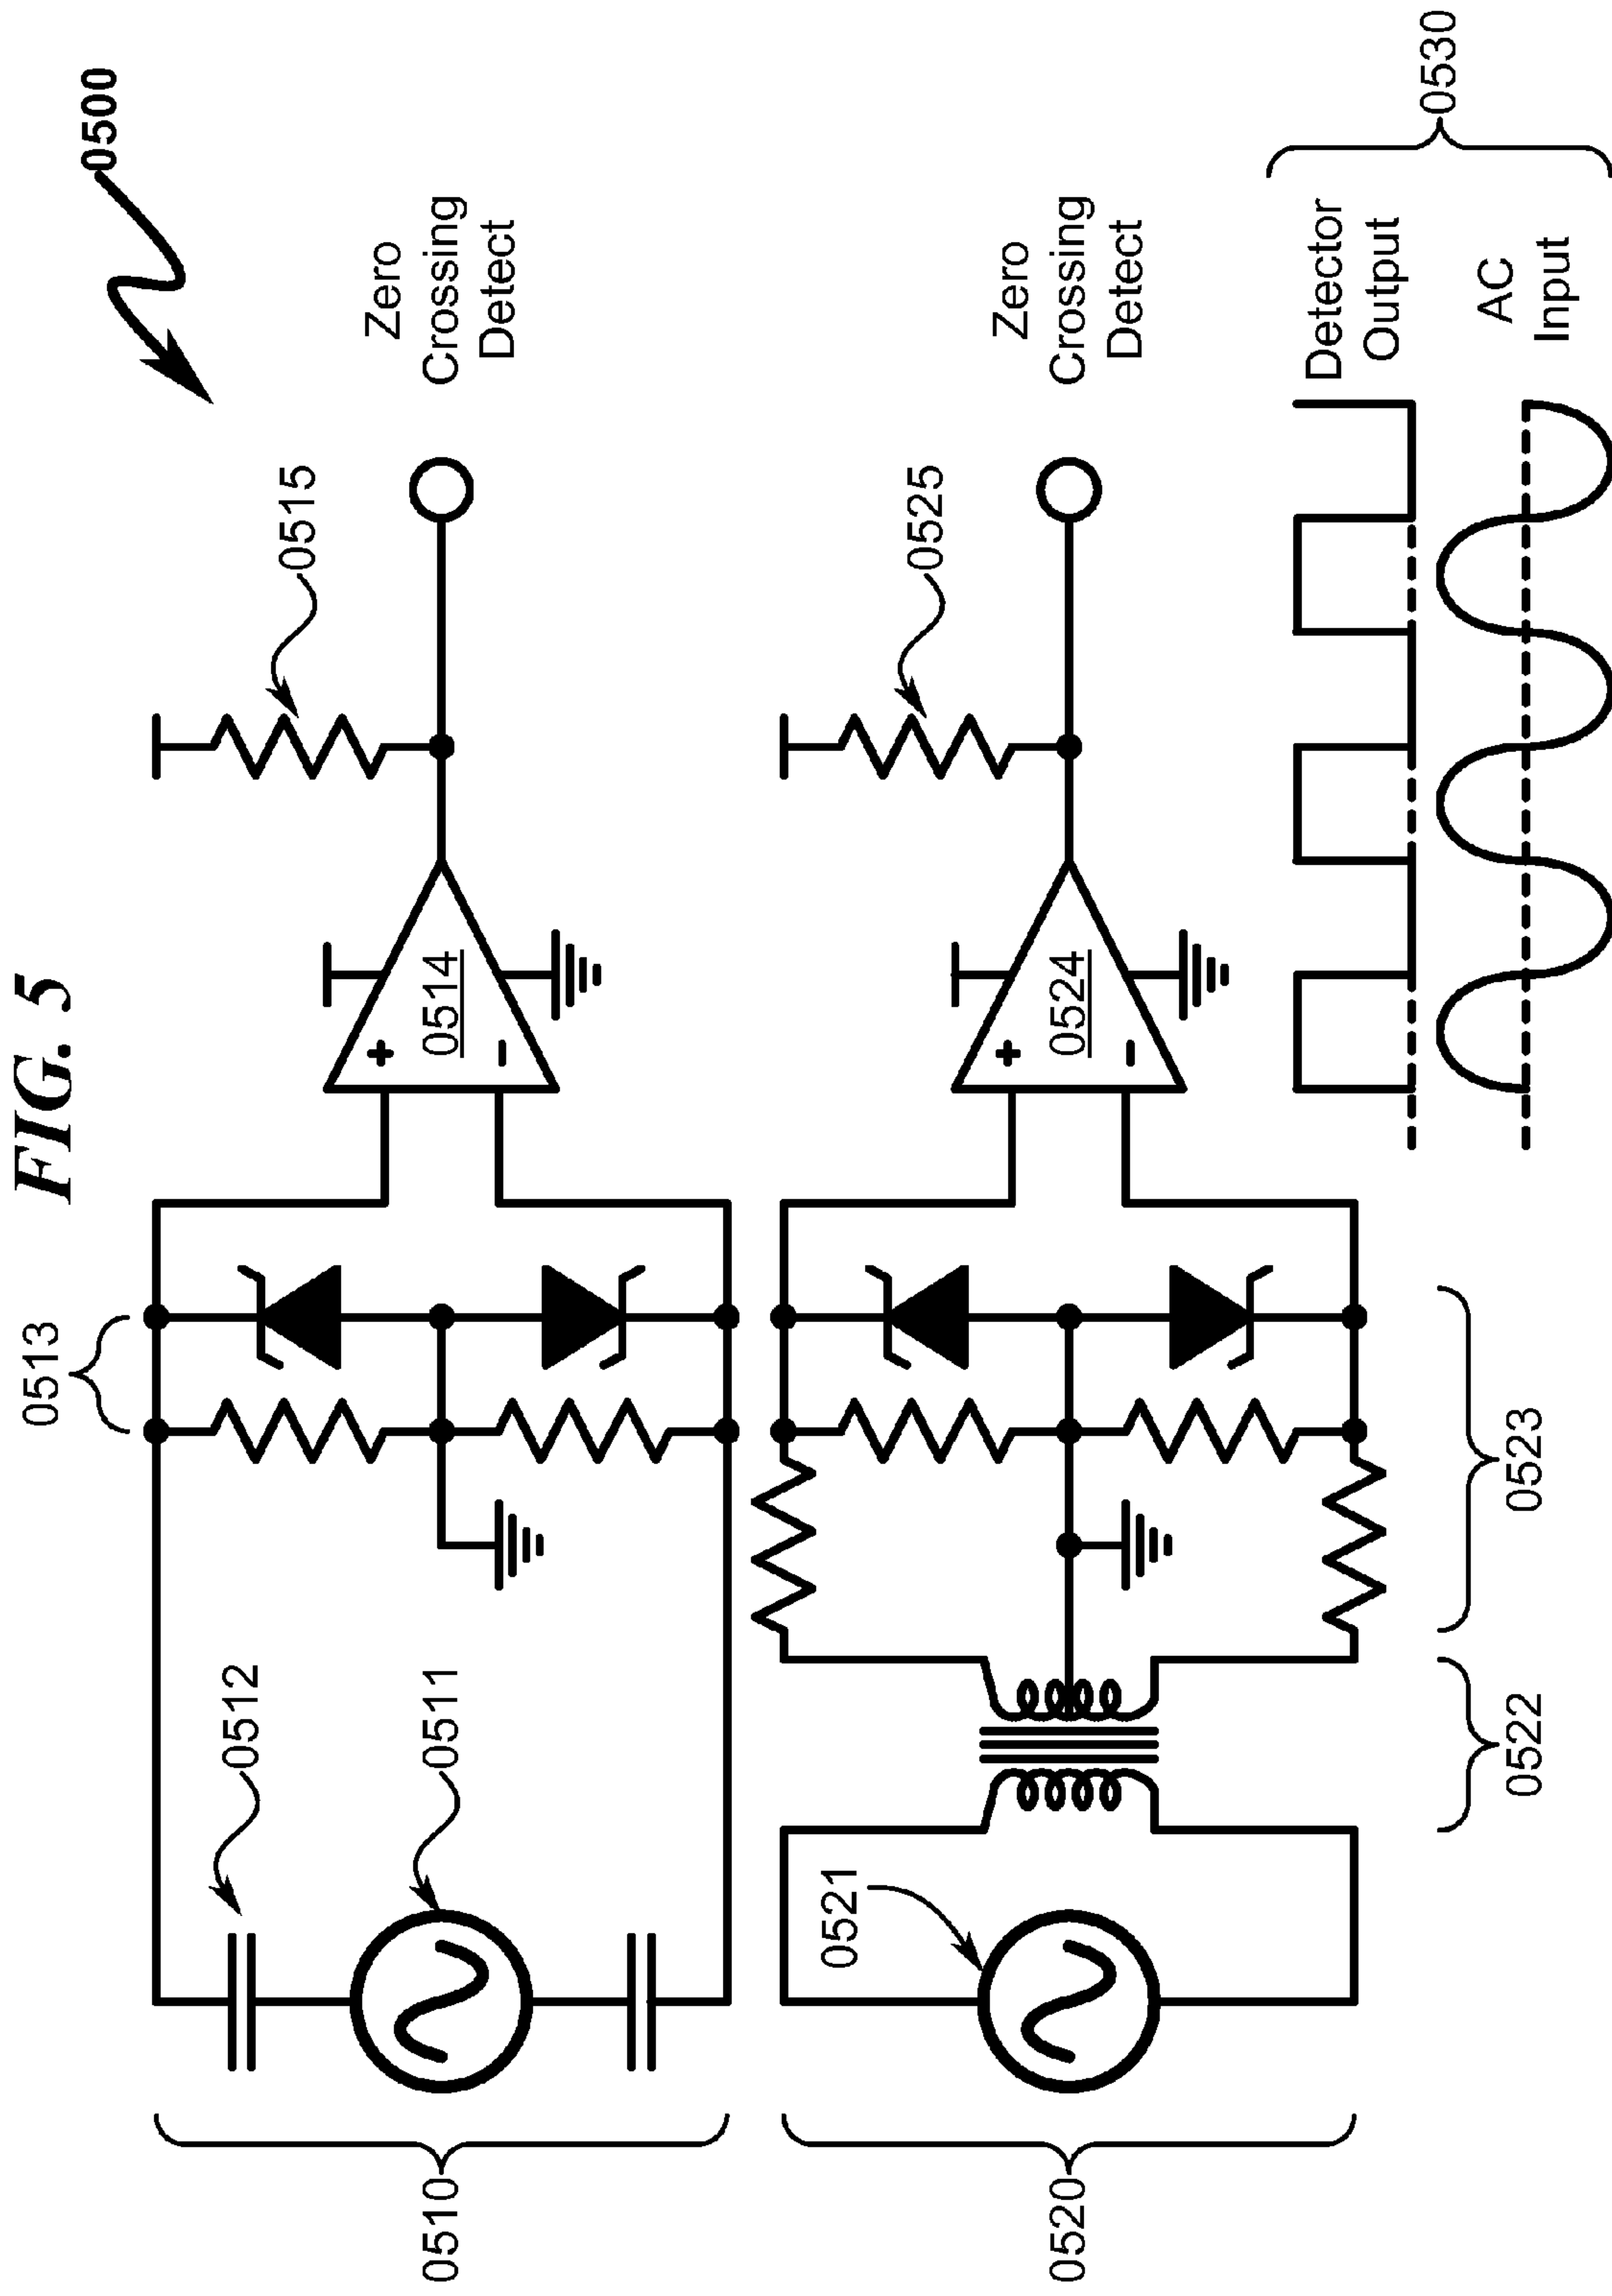 FIG. 5
0500
0513
0512
0511
0510
+
0514
-
0515
Zero
Crossing
Detect
0521
0520
0522
0523
+
0524
-
0525
Zero
Crossing
Detect
Detector
Output
AC
Input
0530